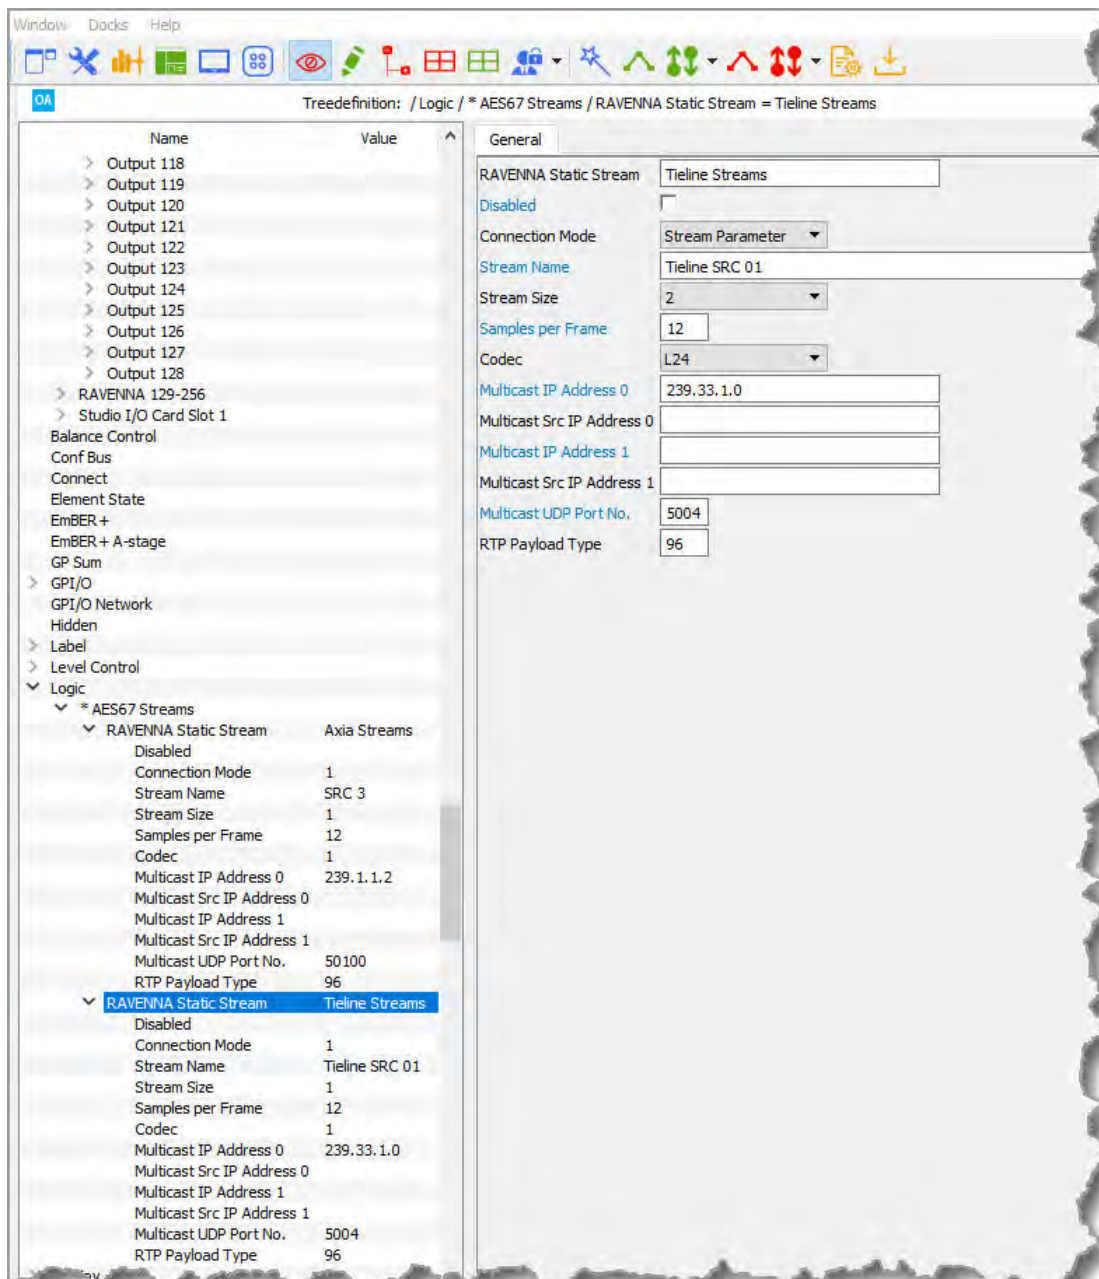 Window Docks Help
OA
Treedefinition: / Logic / * AES67 Streams / RAVENNA Static Stream = Tieline Streams
Name Value
Output 118
Output 119
Output 120
Output 121
Output 122
Output 123
Output 124
Output 125
Output 126
Output 127
Output 128
RAVENNA 129-256
Studio I/O Card Slot 1
Balance Control
Conf Bus
Connect
Element State
EmBER+
EmBER+ A-stage
GP Sum
GPI/O
GPI/O Network
Hidden
Label
Level Control
Logic
* AES67 Streams
RAVENNA Static Stream Axia Streams
Disabled
Connection Mode 1
Stream Name SRC 3
Stream Size 1
Samples per Frame 12
Codec 1
Multicast IP Address 0 239.1.1.2
Multicast Src IP Address 0
Multicast IP Address 1
Multicast Src IP Address 1
Multicast UDP Port No. 50100
RTP Payload Type 96
RAVENNA Static Stream Tieline Streams
Disabled
Connection Mode 1
Stream Name Tieline SRC 01
Stream Size 1
Samples per Frame 12
Codec 1
Multicast IP Address 0 239.33.1.0
Multicast Src IP Address 0
Multicast IP Address 1
Multicast Src IP Address 1
Multicast UDP Port No. 5004
RTP Payload Type 96
General
RAVENNA Static Stream Tieline Streams
Disabled
Connection Mode Stream Parameter
Stream Name Tieline SRC 01
Stream Size 2
Samples per Frame 12
Codec L24
Multicast IP Address 0 239.33.1.0
Multicast Src IP Address 0
Multicast IP Address 1
Multicast Src IP Address 1
Multicast UDP Port No. 5004
RTP Payload Type 96